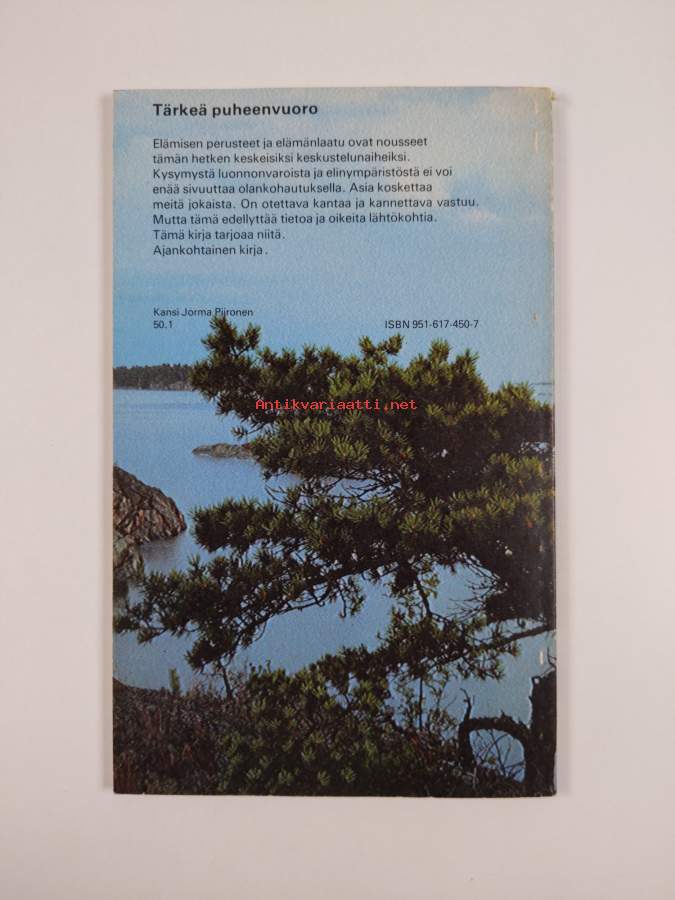 Tärkeä puheenvuoro
Elämisen perusteet ja elämänlaatu ovat nousseet
tämän hetken keskeisiksi keskustelunaiheiksi.
Kysymystä luonnonvaroista ja elinympäristöstä ei voi
enää sivuuttaa olankohautuksella. Asia koskettaa
meitä jokaista. On otettava kantaa ja kannettava vastuu.
Mutta tämä edellyttää tietoa ja oikeita lähtökohtia.
Tämä kirja tarjoaa niitä.
Ajankohtainen kirja.
Kansi Jorma Piironen
50.1
ISBN 951-617-450-7
Antikvariaatti.net